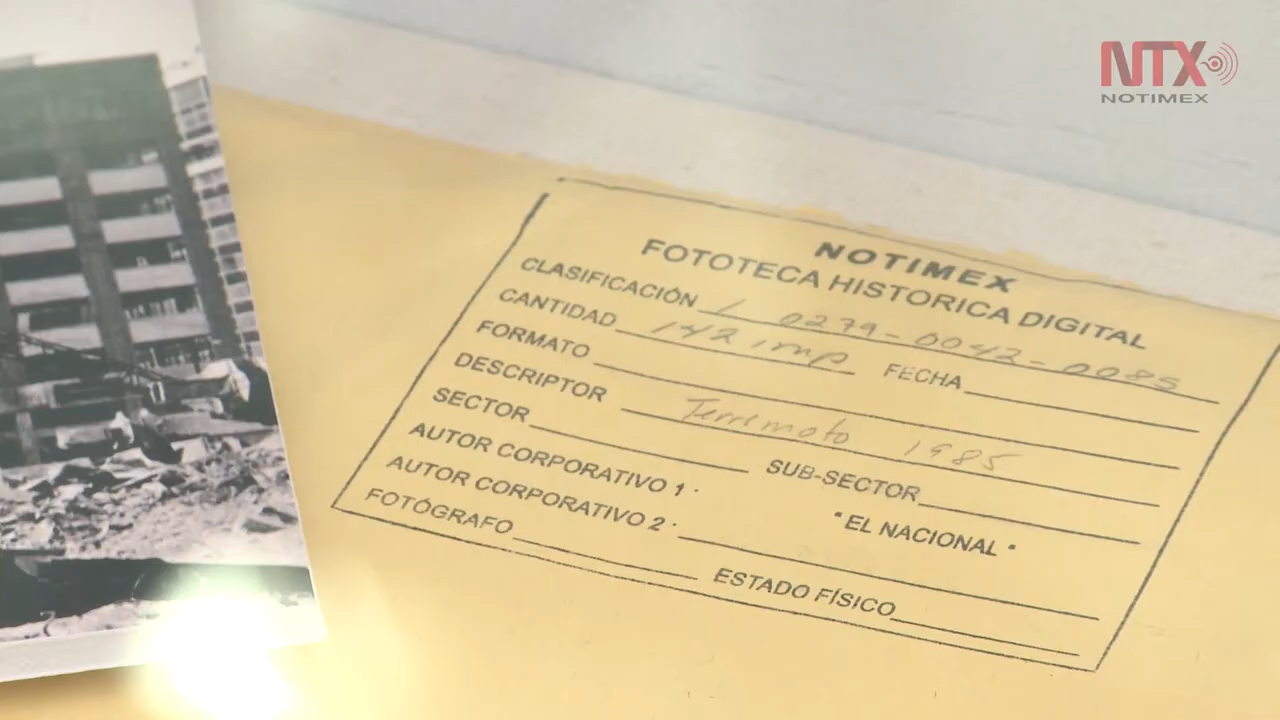 NTX
NOTIMEX
NOTIMEX
FOTOTECA HISTORICA DIGITAL
CLASIFICACIÓN / 0279-0042-0085
CANTIDAD 142 imp FECHA
FORMATO
DESCRIPTOR Terremoto 1985
SECTOR SUB-SECTOR
AUTOR CORPORATIVO 1. "EL NACIONAL"
AUTOR CORPORATIVO 2.
FOTÓGRAFO ESTADO FÍSICO